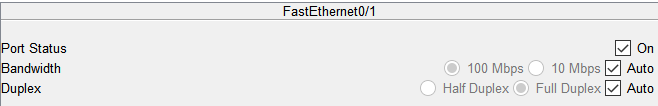 FastEthernet0/1
Port Status On
Bandwidth 100 Mbps 10 Mbps Auto
Duplex Half Duplex Full Duplex Auto